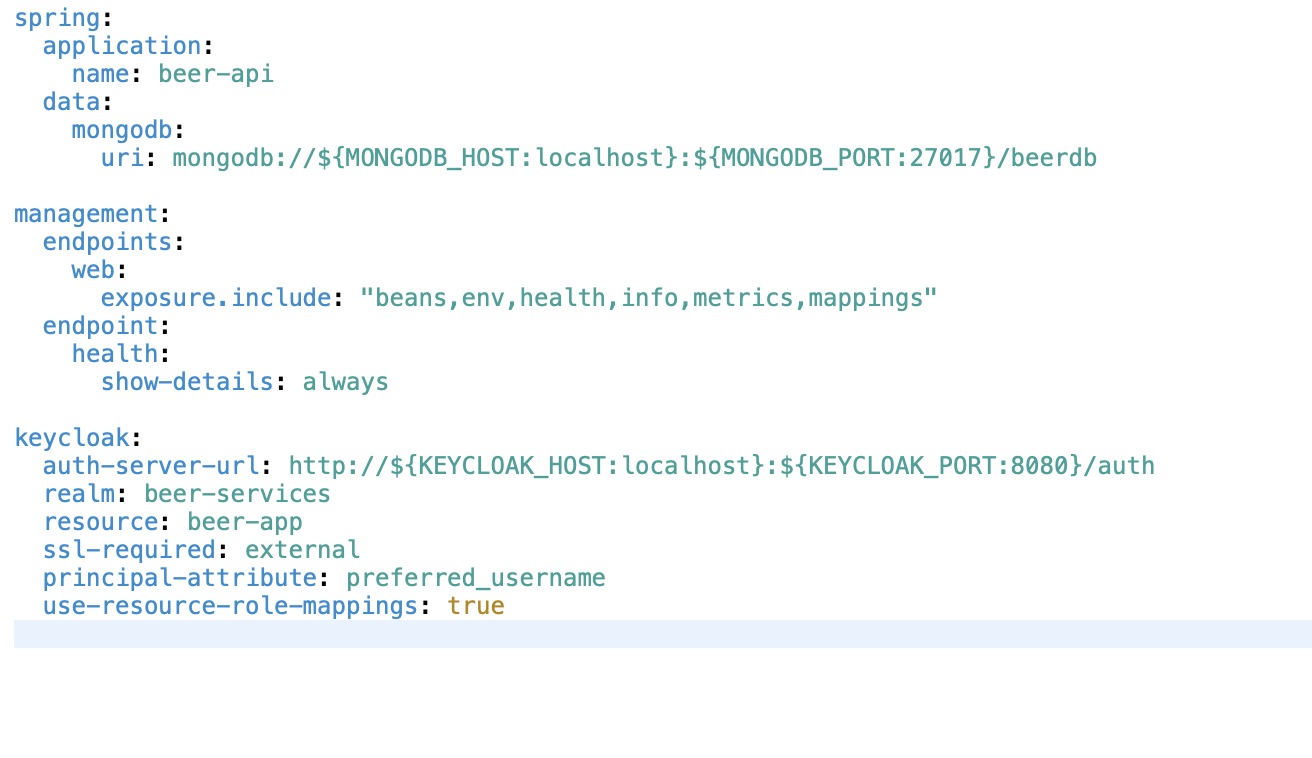 spring:
  application:
    name: beer-api
  data:
    mongodb:
      uri: mongodb://${MONGODB_HOST:localhost}:${MONGODB_PORT:27017}/beerdb

management:
  endpoints:
    web:
      exposure.include: "beans,env,health,info,metrics,mappings"
  endpoint:
    health:
      show-details: always

keycloak:
  auth-server-url: http://${KEYCLOAK_HOST:localhost}:${KEYCLOAK_PORT:8080}/auth
  realm: beer-services
  resource: beer-app
  ssl-required: external
  principal-attribute: preferred_username
  use-resource-role-mappings: true